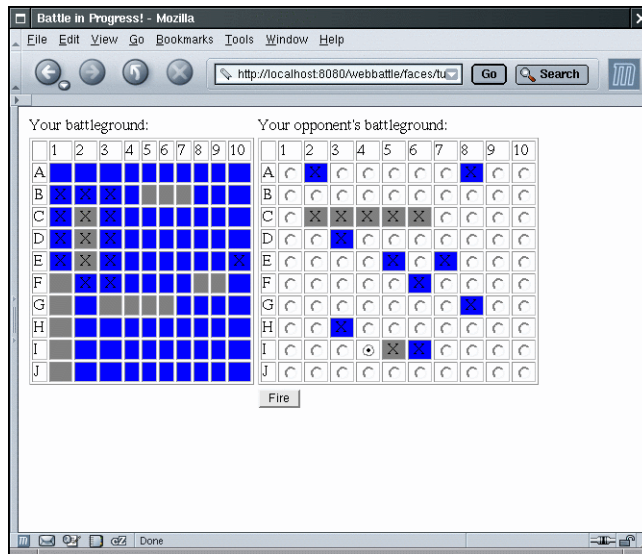 Battle in Progress! - Mozilla
File Edit View Go Bookmarks Tools Window Help
http://localhost:8080/webbattle/faces/tu Go Search
Your battleground: Your opponent's battleground:
1 2 3 4 5 6 7 8 9 10 1 2 3 4 5 6 7 8 9 10
A A X X
B X X X B
C X X X C X X X X X
D X X X D X
E X X X X E X X
F X X F X
G G X
H H X
I I X X
J J
Fire
Done